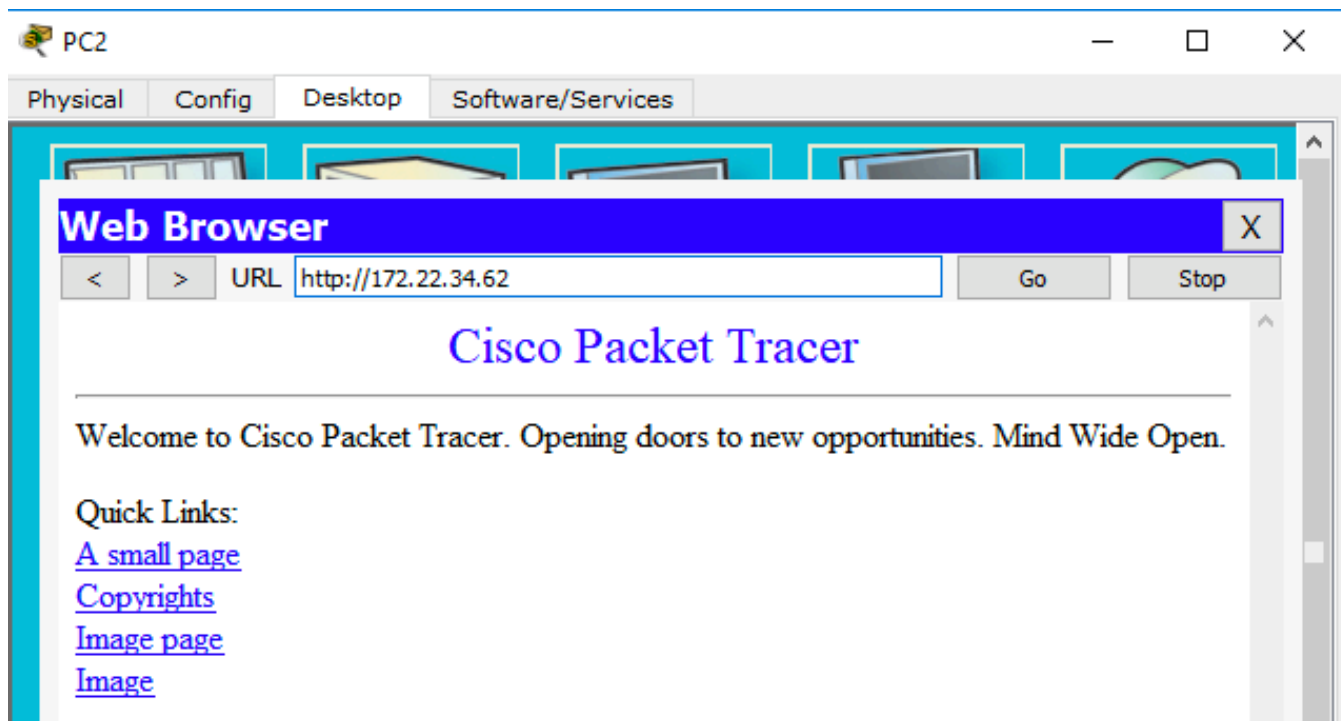 PC2
Physical Config Desktop Software/Services
Web Browser X
< > URL http://172.22.34.62 Go Stop
Cisco Packet Tracer
Welcome to Cisco Packet Tracer. Opening doors to new opportunities. Mind Wide Open.
Quick Links:
A small page
Copyrights
Image page
Image